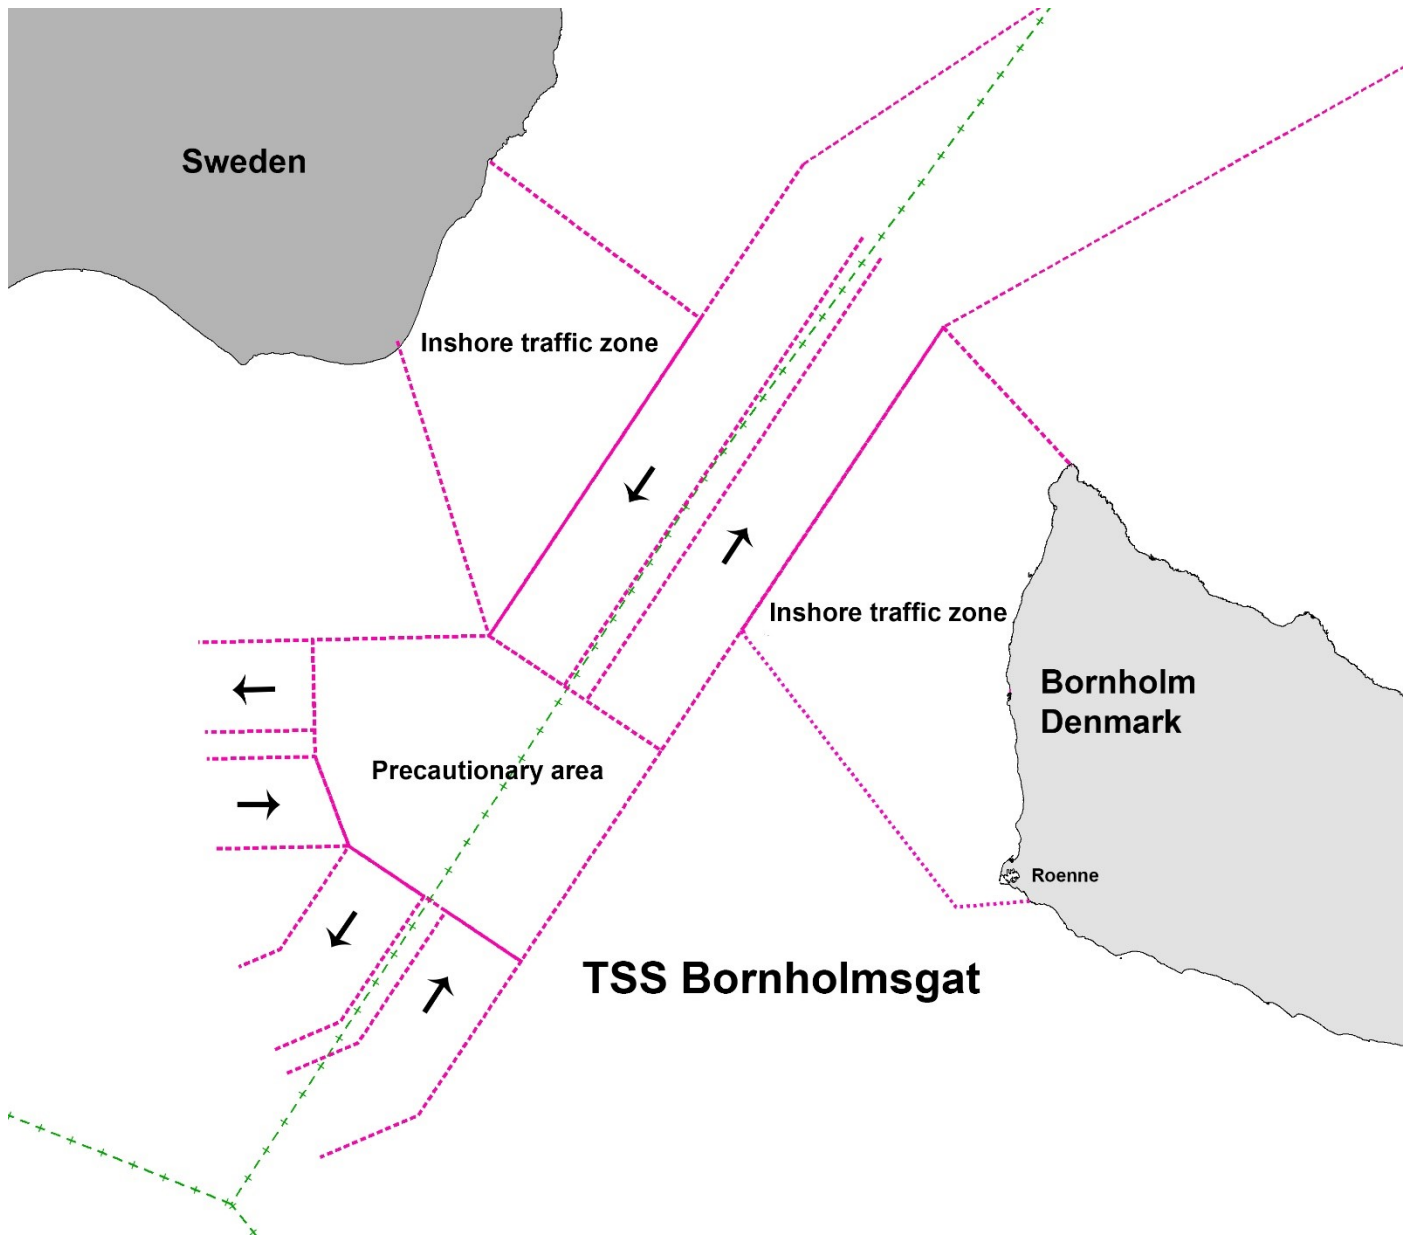 Sweden
Inshore traffic zone
Inshore traffic zone
Bornholm
Denmark
Precautionary area
Roenne
TSS Bornholmsgat